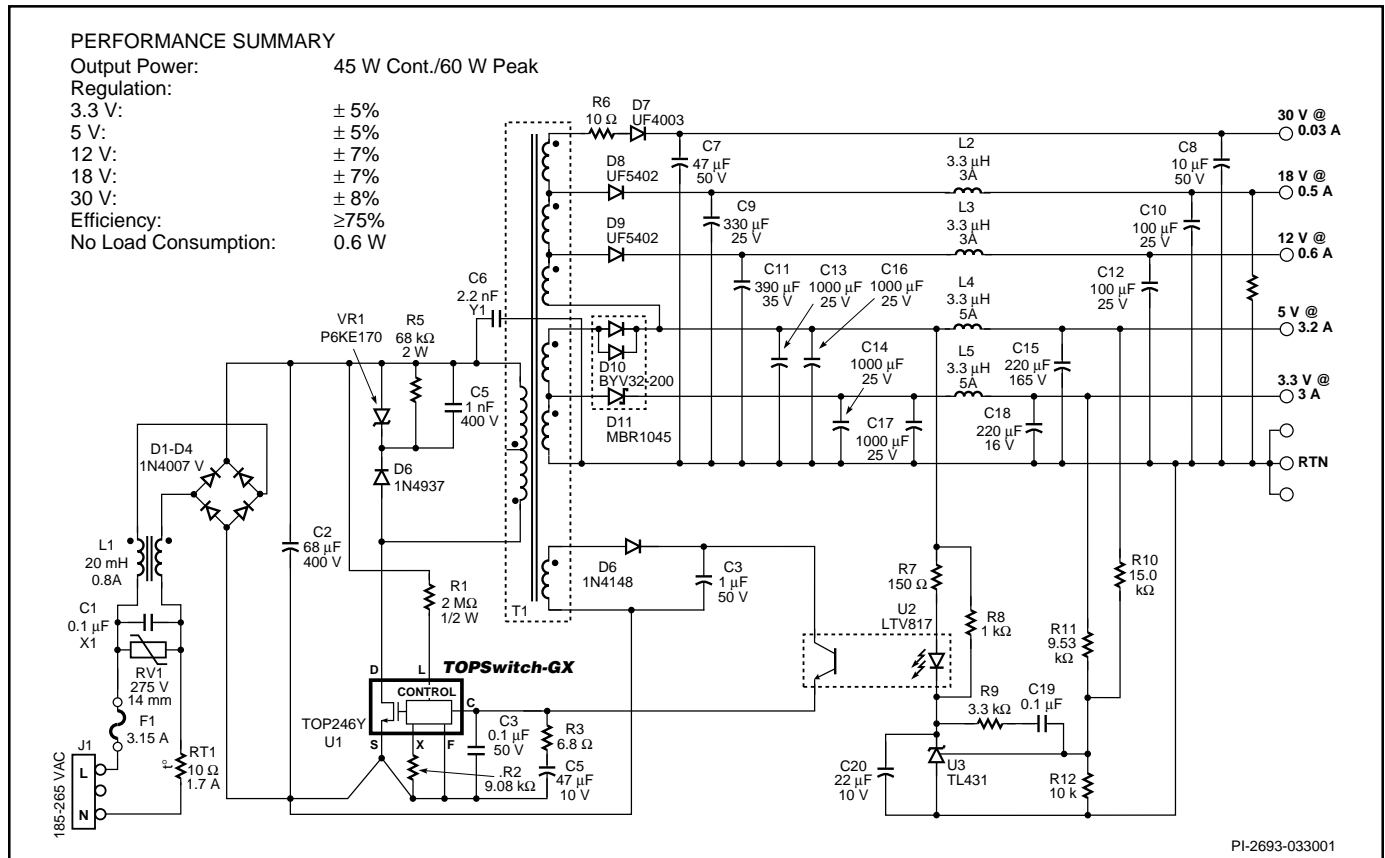 PERFORMANCE SUMMARY
Output Power: 45 W Cont./60 W Peak
Regulation:
3.3 V: ± 5%
5 V: ± 5%
12 V: ± 7%
18 V: ± 7%
30 V: ± 8%
Efficiency: ≥75%
No Load Consumption: 0.6 W
R6
10 Ω
D7
UF4003
C7
47 µF
50 V
L2
3.3 µH
3A
C8
10 µF
50 V
30 V @
0.03 A
D8
UF5402
18 V @
0.5 A
C9
330 µF
25 V
L3
3.3 µH
3A
C10
100 µF
25 V
D9
UF5402
12 V @
0.6 A
C11
390 µF
35 V
C13
1000 µF
25 V
C16
1000 µF
25 V
L4
3.3 µH
5A
C12
100 µF
25 V
C6
2.2 nF
Y1
5 V @
3.2 A
VR1
P6KE170
R5
68 kΩ
2 W
C5
1 nF
400 V
D10
BYV32-200
C14
1000 µF
25 V
L5
3.3 µH
5A
C15
220 µF
165 V
3.3 V @
3 A
D11
MBR1045
C17
1000 µF
25 V
C18
220 µF
16 V
RTN
D1-D4
1N4007 V
D6
1N4937
C2
68 µF
400 V
L1
20 mH
0.8A
C1
0.1 µF
X1
RV1
275 V
14 mm
F1
3.15 A
J1
L
N
185-265 VAC
RT1
10 Ω
1.7 A
t°
R1
2 MΩ
1/2 W
T1
D6
1N4148
C3
1 µF
50 V
R7
150 Ω
U2
LTV817
R8
1 kΩ
R10
15.0
kΩ
R11
9.53
kΩ
D
L
TOPSwitch-GX
CONTROL
C
TOP246Y
U1
S
X
F
.R2
9.08 kΩ
C3
0.1 µF
50 V
R3
6.8 Ω
C5
47 µF
10 V
R9
3.3 kΩ
C19
0.1 µF
C20
22 µF
10 V
U3
TL431
R12
10 k
PI-2693-033001